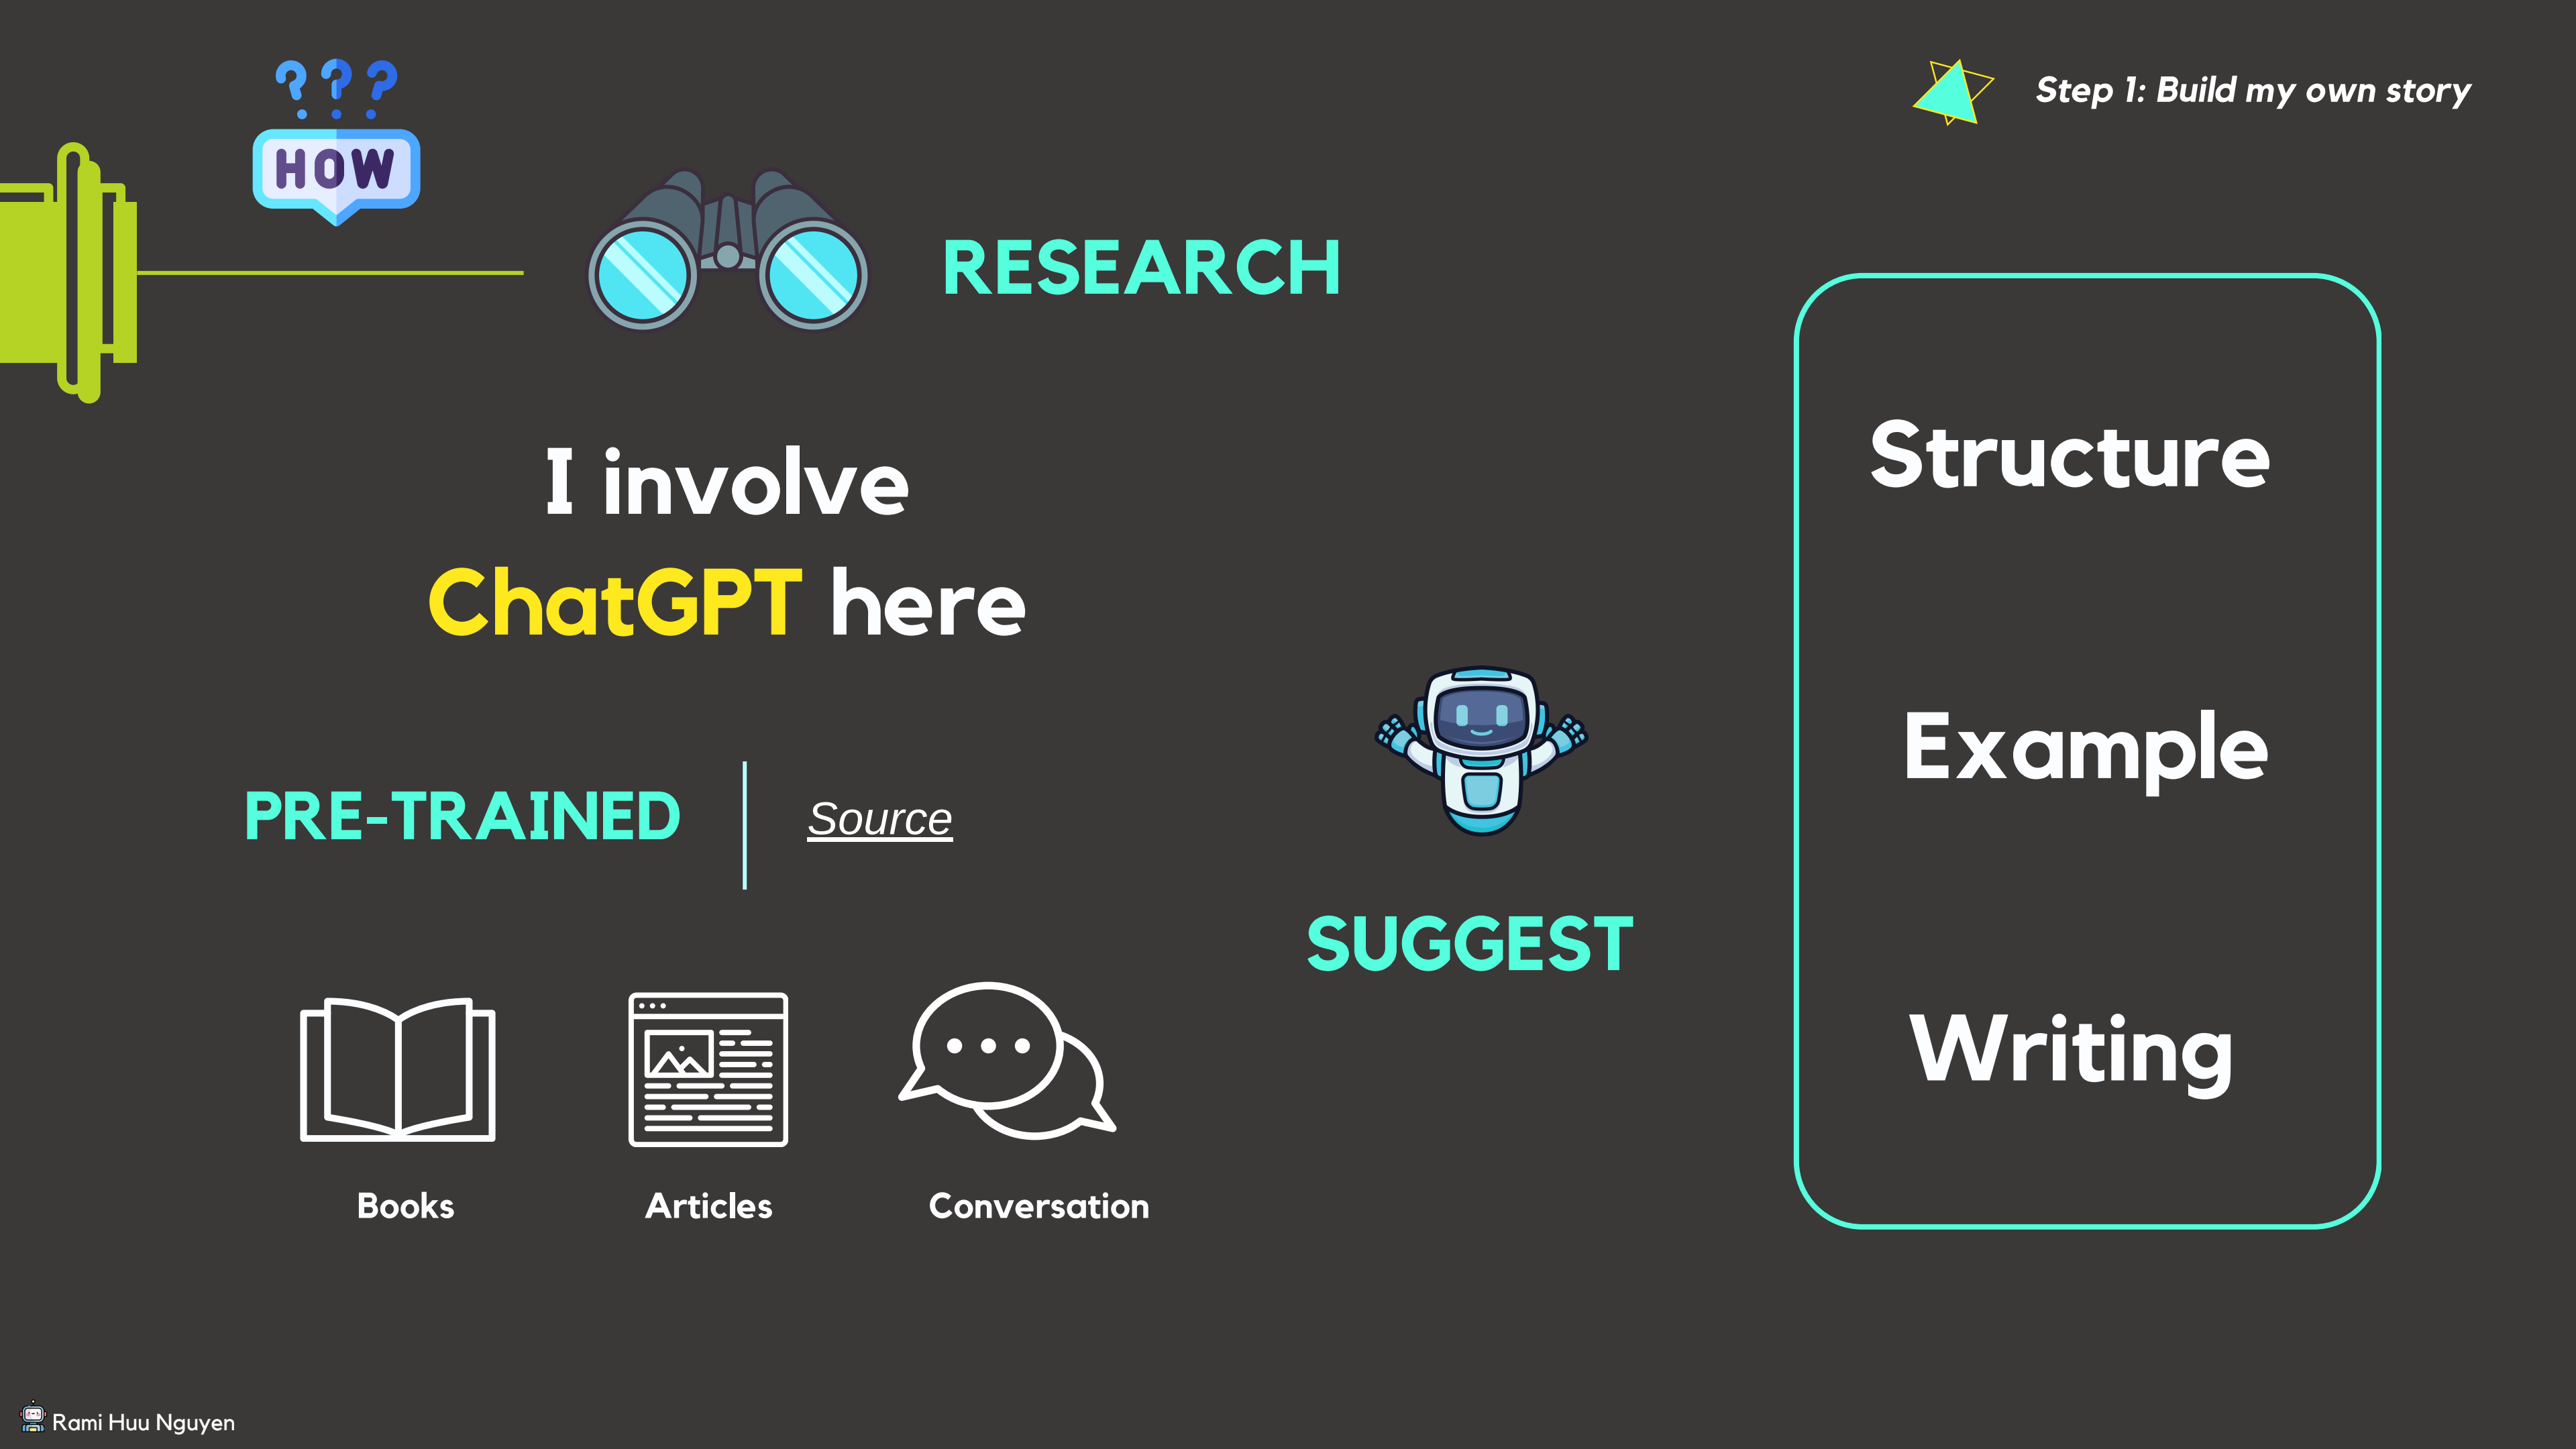 ???
HOW
Step 1: Build my own story
RESEARCH
I involve
ChatGPT here
PRE-TRAINED
Source
Books
Articles
Conversation
SUGGEST
Structure
Example
Writing
Rami Huu Nguyen